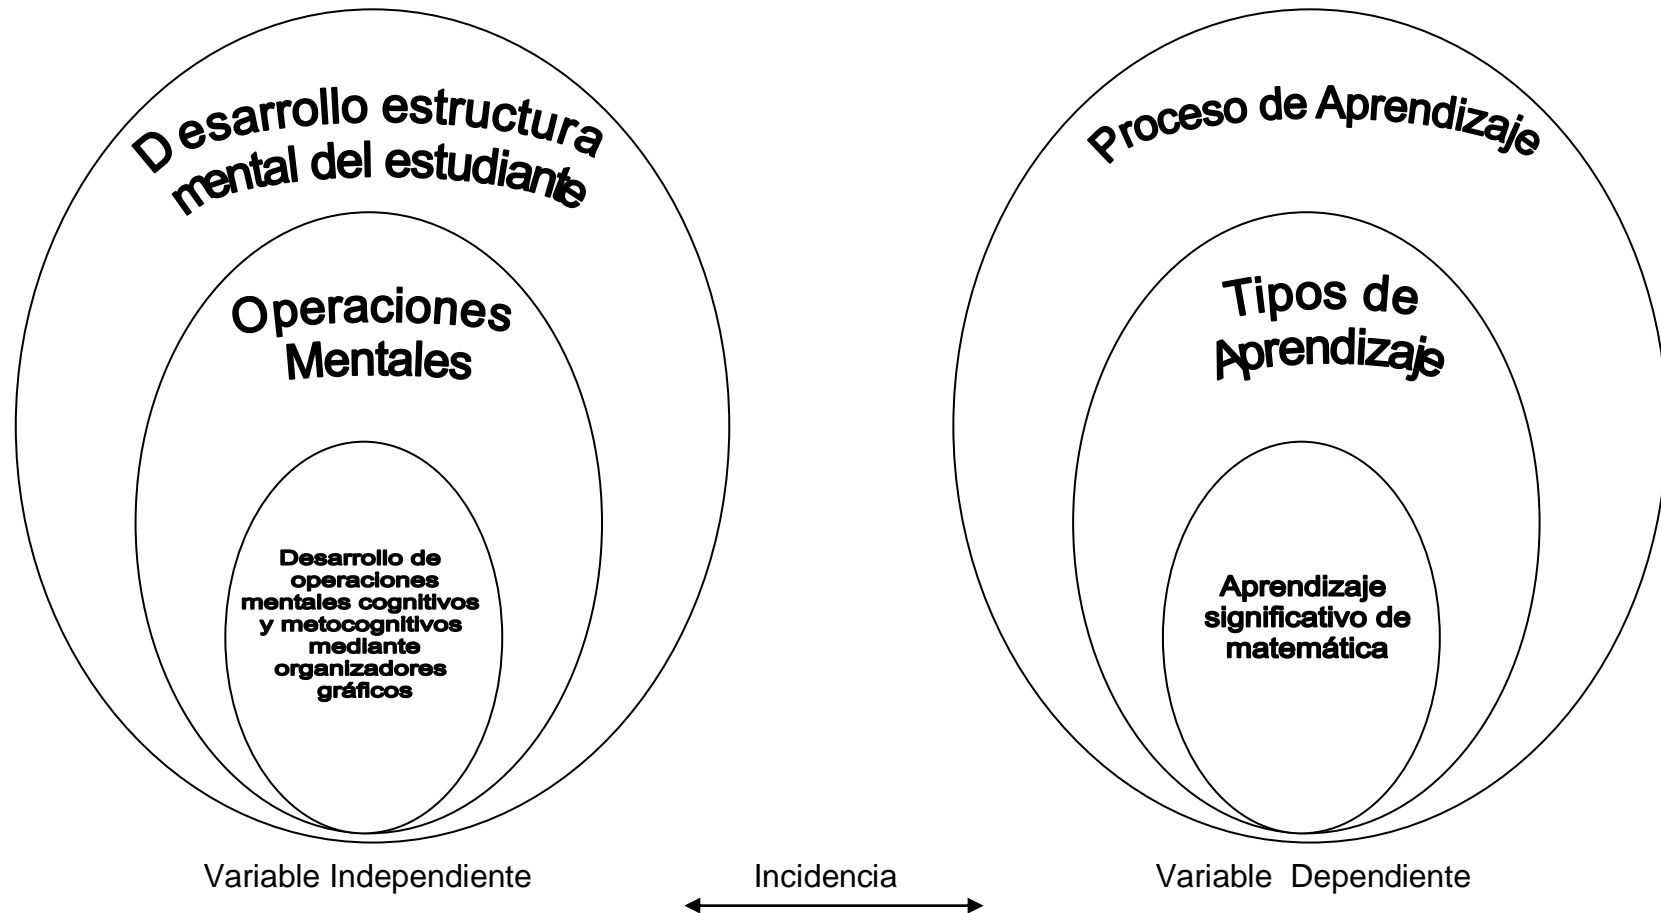 Desarrollo estructura
mental del estudiante
Operaciones
Mentales
Desarrollo de
operaciones
mentales cognitivos
y metocognitivos
mediante
organizadores
gráficos
Proceso de Aprendizaje
Tipos de
Aprendizaje
Aprendizaje
significativo de
matemática
Variable Independiente
Incidencia
Variable Dependiente